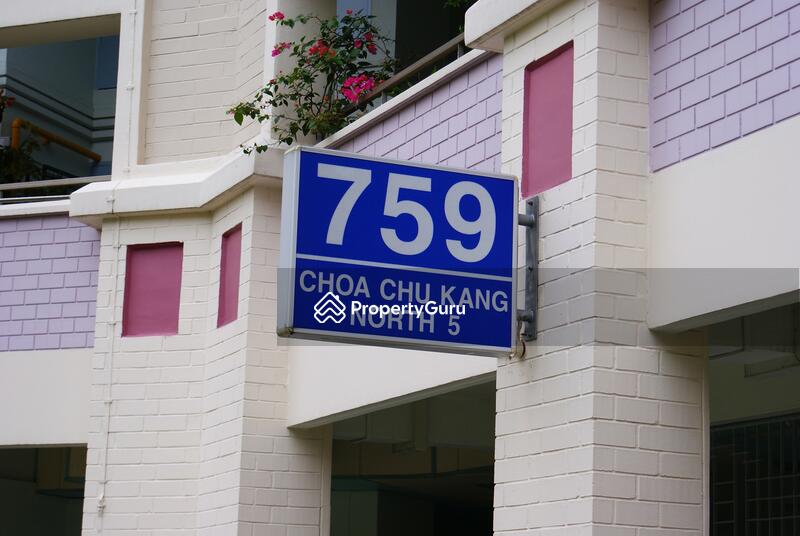 759
CHOA CHU KANG
PropertyGuru
NORTH 5